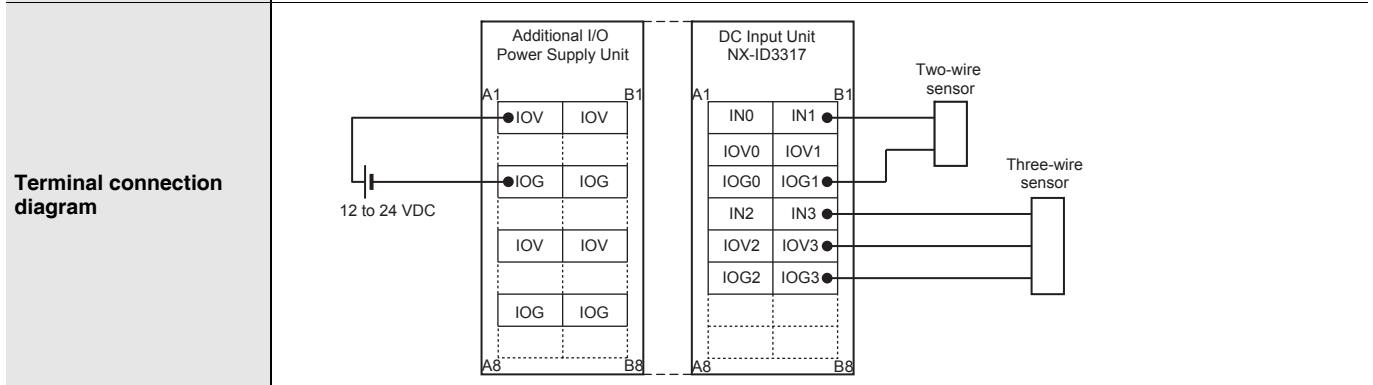 Terminal connection
diagram
Additional I/O
Power Supply Unit
A1 B1
IOV IOV
IOG IOG
IOV IOV
IOG IOG
A8 B8
12 to 24 VDC
DC Input Unit
NX-ID3317
A1 B1
IN0 IN1
IOV0 IOV1
IOG0 IOG1
IN2 IN3
IOV2 IOV3
IOG2 IOG3
A8 B8
Two-wire
sensor
Three-wire
sensor